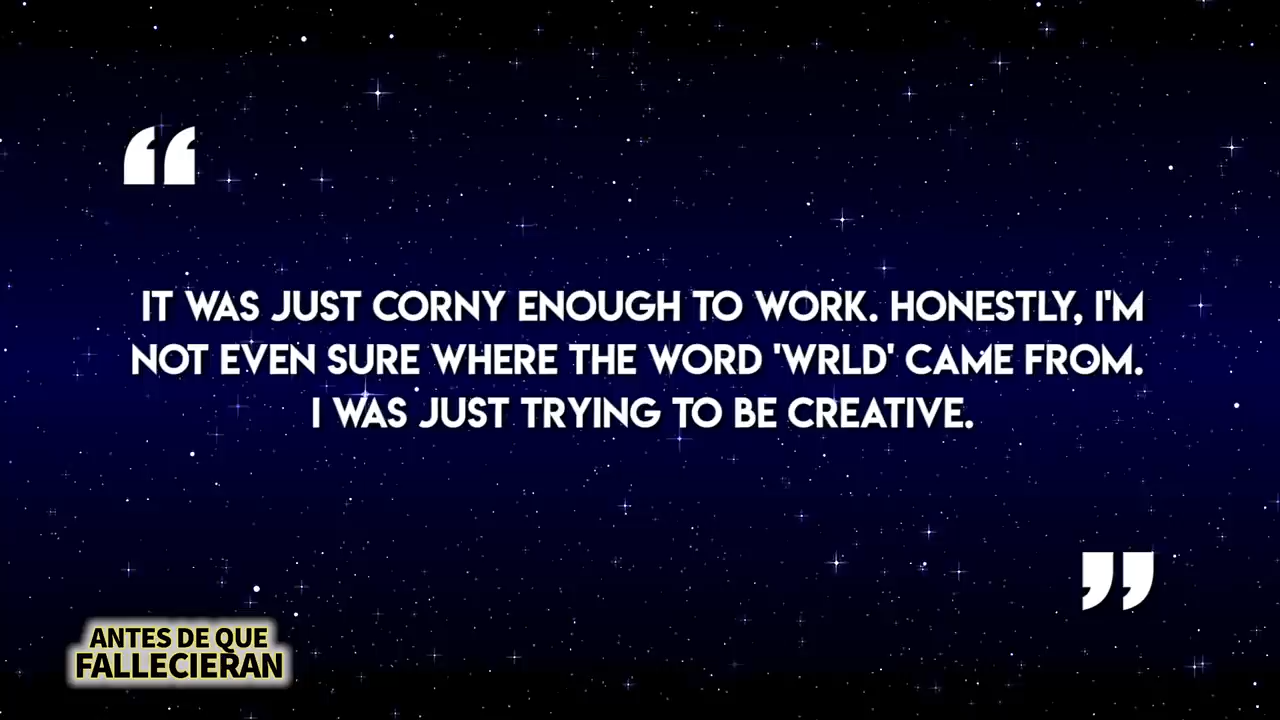 “
IT WAS JUST CORNY ENOUGH TO WORK. HONESTLY, I'M
NOT EVEN SURE WHERE THE WORD 'WRLD' CAME FROM.
I WAS JUST TRYING TO BE CREATIVE.
”
ANTES DE QUE
FALLECIERAN